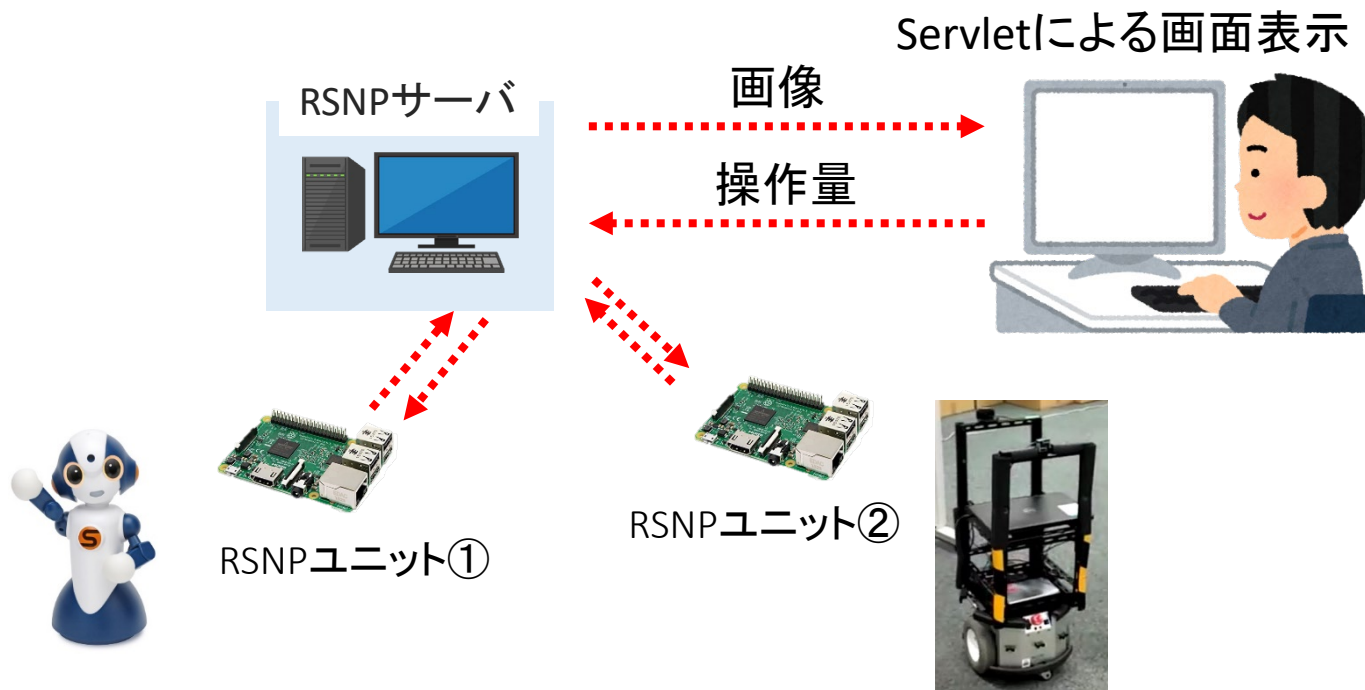 Servletによる画面表示
RSNPサーバ
画像
操作量
RSNPユニット①
RSNPユニット②
S